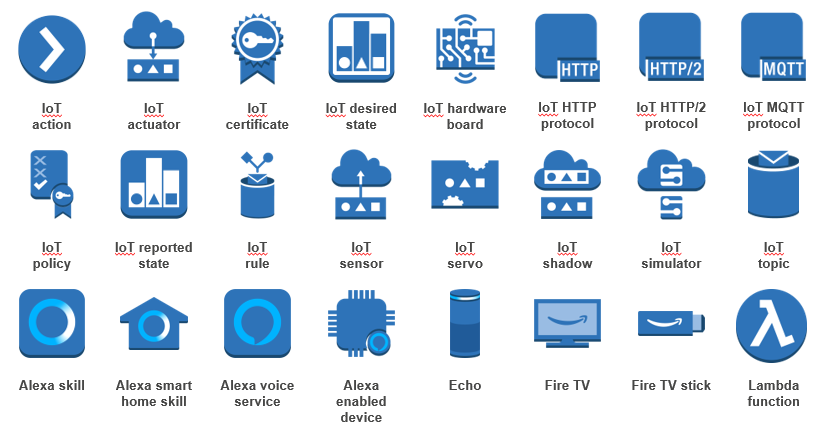 HTTP
HTTP/2
MQTT
IoT action
IoT actuator
IoT certificate
IoT desired state
IoT hardware board
IoT HTTP protocol
IoT HTTP/2 protocol
IoT MQTT protocol
IoT policy
IoT reported state
IoT rule
IoT sensor
IoT servo
IoT shadow
IoT simulator
IoT topic
Alexa skill
Alexa smart home skill
Alexa voice service
Alexa enabled device
Echo
Fire TV
Fire TV stick
Lambda function